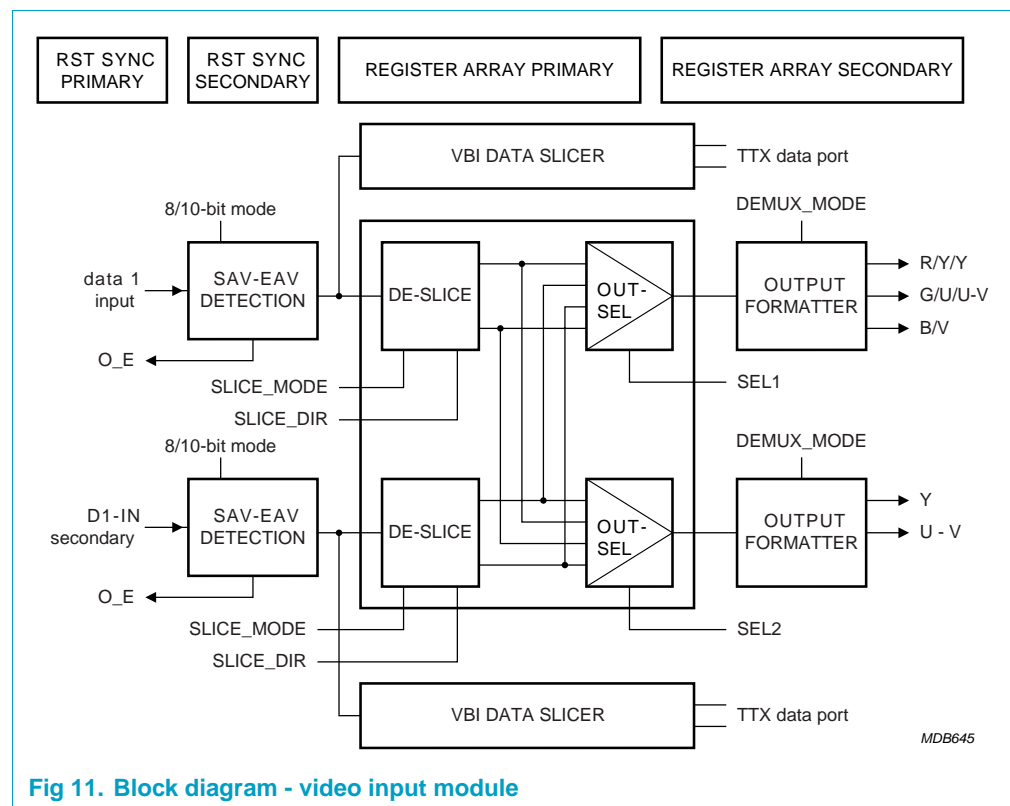 RST SYNC PRIMARY
RST SYNC SECONDARY
REGISTER ARRAY PRIMARY
REGISTER ARRAY SECONDARY
VBI DATA SLICER
TTX data port
8/10-bit mode
DEMUX_MODE
data 1 input
SAV-EAV DETECTION
DE-SLICE
OUT-SEL
OUTPUT FORMATTER
R/Y/Y
G/U/U-V
B/V
O_E
SLICE_MODE
SEL1
SLICE_DIR
8/10-bit mode
DEMUX_MODE
D1-IN secondary
SAV-EAV DETECTION
DE-SLICE
OUT-SEL
OUTPUT FORMATTER
Y
U - V
O_E
SLICE_MODE
SEL2
SLICE_DIR
VBI DATA SLICER
TTX data port
MDB645
Fig 11. Block diagram - video input module